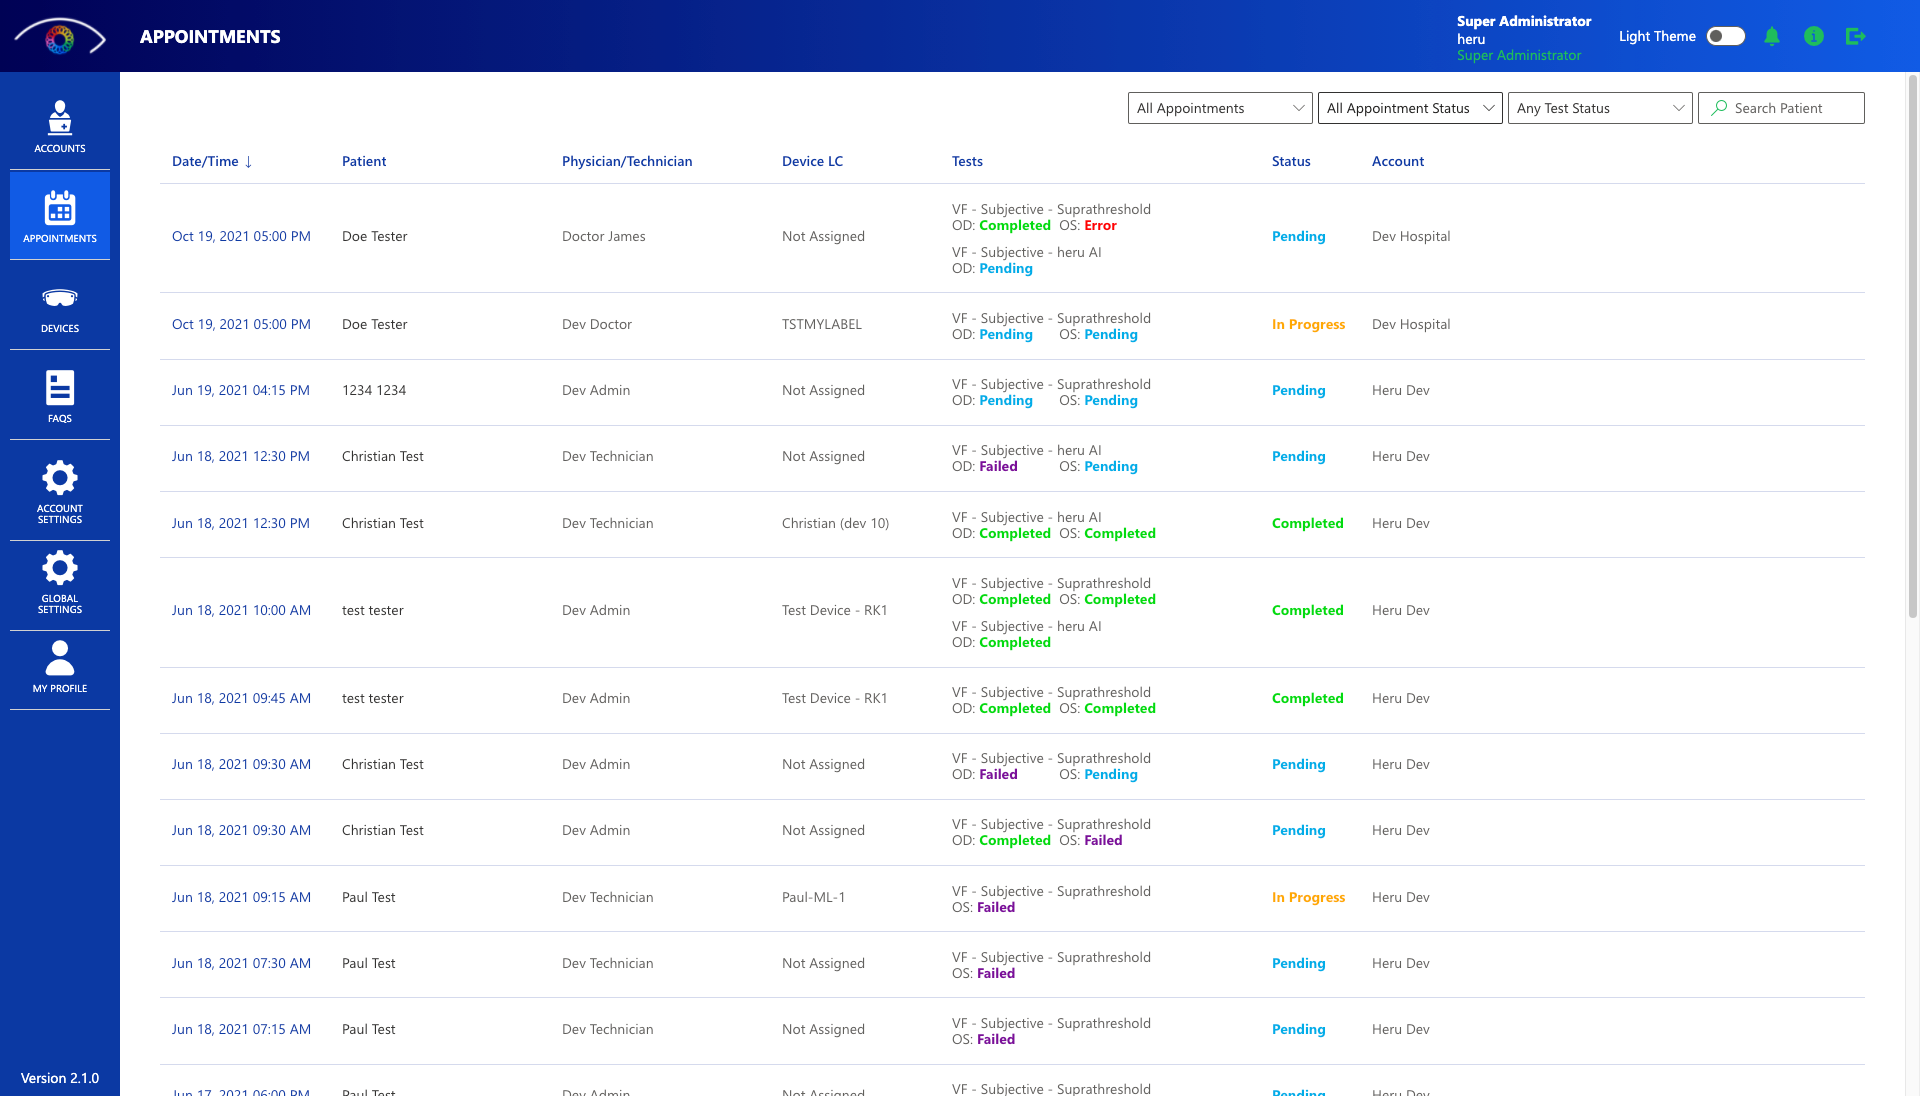 APPOINTMENTS
Super Administrator
heru
Super Administrator
Light Theme
ACCOUNTS
APPOINTMENTS
DEVICES
FAQS
ACCOUNT
SETTINGS
GLOBAL
SETTINGS
MY PROFILE
Version 2.1.0
All Appointments
All Appointment Status
Any Test Status
Search Patient
Date/Time ↓ Patient Physician/Technician Device LC Tests Status Account
VF - Subjective - Suprathreshold
OD: Completed OS: Error
Oct 19, 2021 05:00 PM Doe Tester Doctor James Not Assigned Pending Dev Hospital
VF - Subjective - heru AI
OD: Pending
VF - Subjective - Suprathreshold
Oct 19, 2021 05:00 PM Doe Tester Dev Doctor TSTMYLABEL In Progress Dev Hospital
OD: Pending OS: Pending
VF - Subjective - Suprathreshold
Jun 19, 2021 04:15 PM 1234 1234 Dev Admin Not Assigned Pending Heru Dev
OD: Pending OS: Pending
VF - Subjective - heru AI
Jun 18, 2021 12:30 PM Christian Test Dev Technician Not Assigned Pending Heru Dev
OD: Failed OS: Pending
VF - Subjective - heru AI
Jun 18, 2021 12:30 PM Christian Test Dev Technician Christian (dev 10) Completed Heru Dev
OD: Completed OS: Completed
VF - Subjective - Suprathreshold
OD: Completed OS: Completed
Jun 18, 2021 10:00 AM test tester Dev Admin Test Device - RK1 Completed Heru Dev
VF - Subjective - heru AI
OD: Completed
VF - Subjective - Suprathreshold
Jun 18, 2021 09:45 AM test tester Dev Admin Test Device - RK1 Completed Heru Dev
OD: Completed OS: Completed
VF - Subjective - Suprathreshold
Jun 18, 2021 09:30 AM Christian Test Dev Admin Not Assigned Pending Heru Dev
OD: Failed OS: Pending
VF - Subjective - Suprathreshold
Jun 18, 2021 09:30 AM Christian Test Dev Admin Not Assigned Pending Heru Dev
OD: Completed OS: Failed
VF - Subjective - Suprathreshold
Jun 18, 2021 09:15 AM Paul Test Dev Technician Paul-ML-1 In Progress Heru Dev
OS: Failed
VF - Subjective - Suprathreshold
Jun 18, 2021 07:30 AM Paul Test Dev Technician Not Assigned Pending Heru Dev
OS: Failed
VF - Subjective - Suprathreshold
Jun 18, 2021 07:15 AM Paul Test Dev Technician Not Assigned Pending Heru Dev
OS: Failed
VF - Subjective - Suprathreshold
Jun 17, 2021 06:00 PM Paul Test Dev Admin Not Assigned Pending Heru Dev